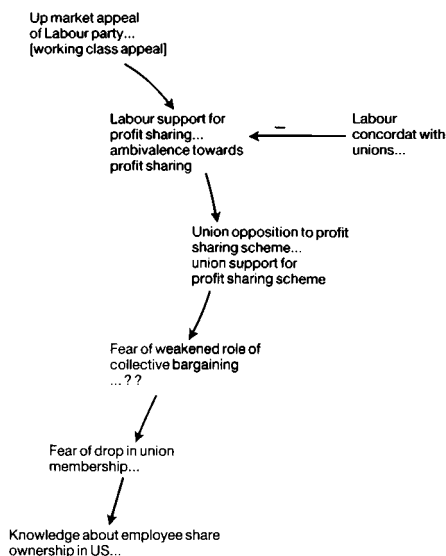 Up market appeal
of Labour party...
[working class appeal]
Labour support for
profit sharing...
ambivalence towards
profit sharing
–
Labour
concordat with
unions...
Union opposition to profit
sharing scheme...
union support for
profit sharing scheme
Fear of weakened role of
collective bargaining
...??
Fear of drop in union
membership...
Knowledge about employee share
ownership in US...